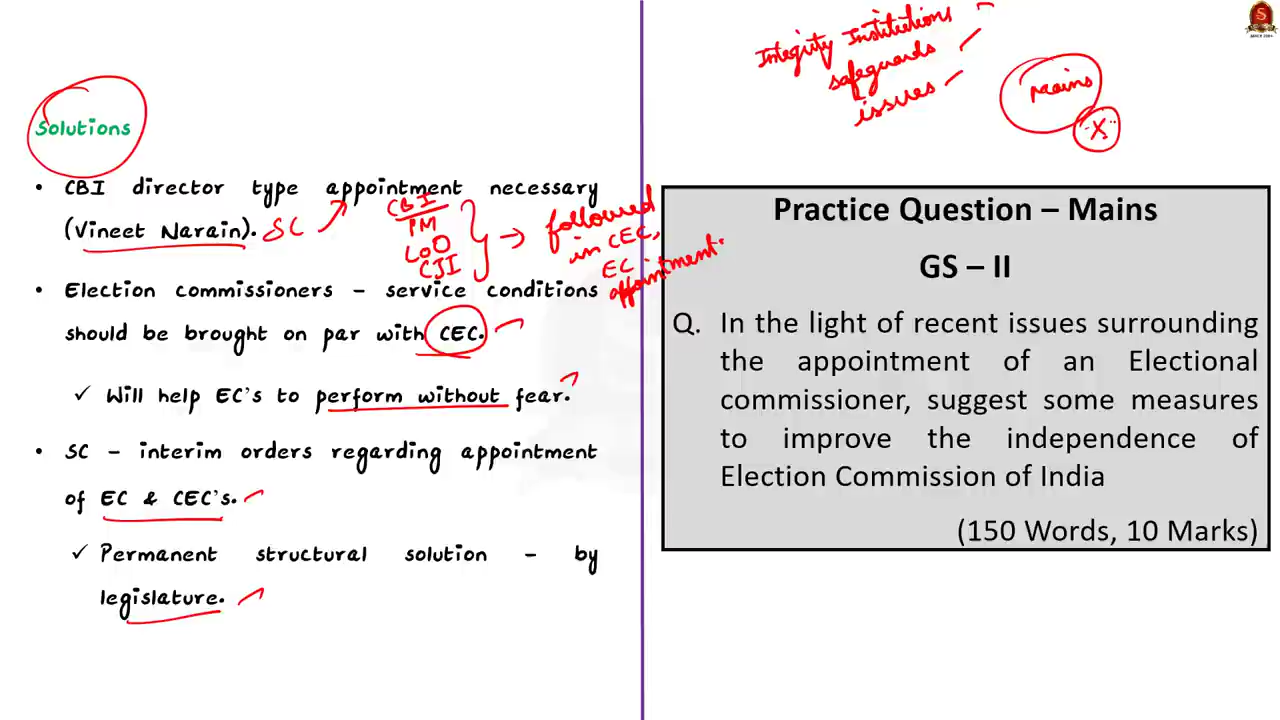 Integrity Institutions
safeguards
issues
Mains
"X"
Solutions
• CBI director type appointment necessary
(Vineet Narain). SC
CBI
PM
LoO
CJI
followed
in CEC,
EC
appointment.
• Election commissioners – service conditions
should be brought on par with CEC.
✓ Will help EC's to perform without fear.
• SC – interim orders regarding appointment
of EC & CEC's.
✓ Permanent structural solution – by
legislature.
Practice Question – Mains
GS – II
Q. In the light of recent issues surrounding
the appointment of an Electional
commissioner, suggest some measures
to improve the independence of
Election Commission of India
(150 Words, 10 Marks)